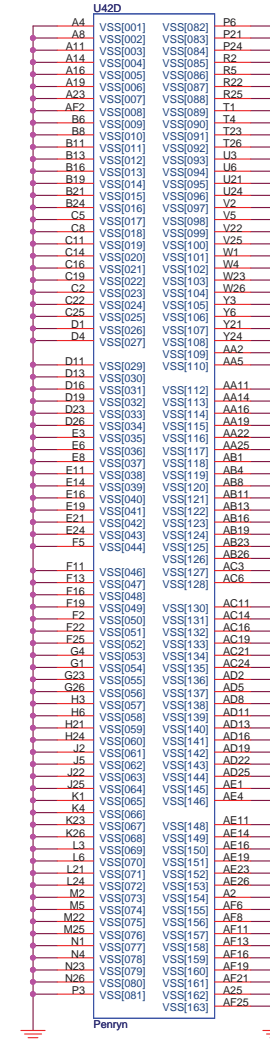 U42D
A4 VSS[001] VSS[082] P6
A8 VSS[002] VSS[083] P21
A11 VSS[003] VSS[084] P24
A14 VSS[004] VSS[085] R2
A16 VSS[005] VSS[086] R5
A19 VSS[006] VSS[087] R22
A23 VSS[007] VSS[088] R25
AF2 VSS[008] VSS[089] T1
B6 VSS[009] VSS[090] T4
B8 VSS[010] VSS[091] T23
B11 VSS[011] VSS[092] T26
B13 VSS[012] VSS[093] U3
B16 VSS[013] VSS[094] U6
B19 VSS[014] VSS[095] U21
B21 VSS[015] VSS[096] U24
B24 VSS[016] VSS[097] V2
C5 VSS[017] VSS[098] V5
C8 VSS[018] VSS[099] V22
C11 VSS[019] VSS[100] V25
C14 VSS[020] VSS[101] W1
C16 VSS[021] VSS[102] W4
C19 VSS[022] VSS[103] W23
C2 VSS[023] VSS[104] W26
C22 VSS[024] VSS[105] Y3
C25 VSS[025] VSS[106] Y6
D1 VSS[026] VSS[107] Y21
D4 VSS[027] VSS[108] Y24
VSS[109] AA2
D11 VSS[029] VSS[110] AA5
D13 VSS[030]
D16 VSS[031] VSS[112] AA11
D19 VSS[032] VSS[113] AA14
D23 VSS[033] VSS[114] AA16
D26 VSS[034] VSS[115] AA19
E3 VSS[035] VSS[116] AA22
E6 VSS[036] VSS[117] AA25
E8 VSS[037] VSS[118] AB1
E11 VSS[038] VSS[119] AB4
E14 VSS[039] VSS[120] AB8
E16 VSS[040] VSS[121] AB11
E19 VSS[041] VSS[122] AB13
E21 VSS[042] VSS[123] AB16
E24 VSS[043] VSS[124] AB19
F5 VSS[044] VSS[125] AB23
VSS[126] AB26
F11 VSS[046] VSS[127] AC3
F13 VSS[047] VSS[128] AC6
F16 VSS[048]
F19 VSS[049] VSS[130] AC11
F2 VSS[050] VSS[131] AC14
F22 VSS[051] VSS[132] AC16
F25 VSS[052] VSS[133] AC19
G4 VSS[053] VSS[134] AC21
G1 VSS[054] VSS[135] AC24
G23 VSS[055] VSS[136] AD2
G26 VSS[056] VSS[137] AD5
H3 VSS[057] VSS[138] AD8
H6 VSS[058] VSS[139] AD11
H21 VSS[059] VSS[140] AD13
H24 VSS[060] VSS[141] AD16
J2 VSS[061] VSS[142] AD19
J5 VSS[062] VSS[143] AD22
J22 VSS[063] VSS[144] AD25
J25 VSS[064] VSS[145] AE1
K1 VSS[065] VSS[146] AE4
K4 VSS[066]
K23 VSS[067] VSS[148] AE11
K26 VSS[068] VSS[149] AE14
L3 VSS[069] VSS[150] AE16
L6 VSS[070] VSS[151] AE19
L21 VSS[071] VSS[152] AE23
L24 VSS[072] VSS[153] AE26
M2 VSS[073] VSS[154] A2
M5 VSS[074] VSS[155] AF6
M22 VSS[075] VSS[156] AF8
M25 VSS[076] VSS[157] AF11
N1 VSS[077] VSS[158] AF13
N4 VSS[078] VSS[159] AF16
N23 VSS[079] VSS[160] AF19
N26 VSS[080] VSS[161] AF21
P3 VSS[081] VSS[162] A25
VSS[163] AF25
Penryn